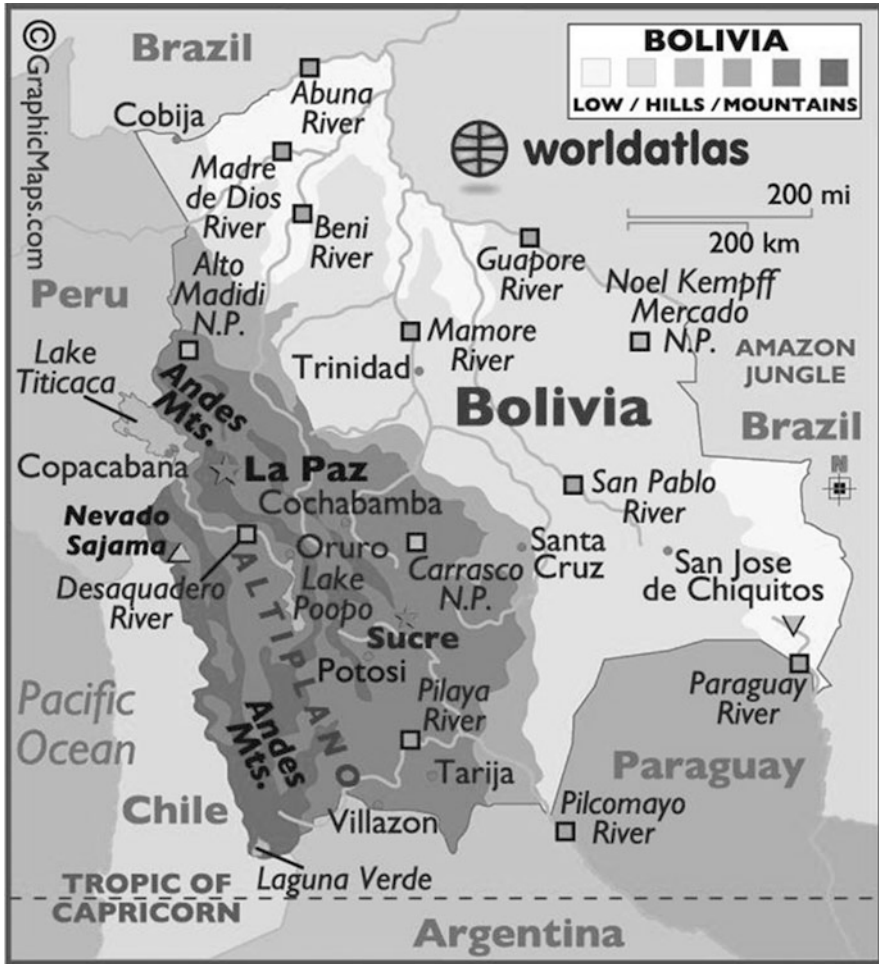 © GraphicMaps.com
Brazil
BOLIVIA
LOW / HILLS / MOUNTAINS
Abuna
River
Cobija
worldatlas
Madre
de Dios
River
Beni
River
200 mi
200 km
Guapore
River
Alto
Madidi
N.P.
Noel Kempff
Mercado
N.P.
Peru
Mamore
River
AMAZON
JUNGLE
Lake
Titicaca
Trinidad
Andes
Mts.
Bolivia
Brazil
Copacabana
La Paz
N
San Pablo
River
Cochabamba
Nevado
Sajama
Oruro
Santa
Cruz
San Jose
de Chiquitos
Desaquadero
River
Carrasco
N.P.
Lake
Poopo
ALTIPLANO
Sucre
Potosi
Pilaya
River
Paraguay
River
Pacific
Ocean
Andes
Mts.
Tarija
Paraguay
Chile
Villazon
Pilcomayo
River
Laguna Verde
TROPIC OF
CAPRICORN
Argentina